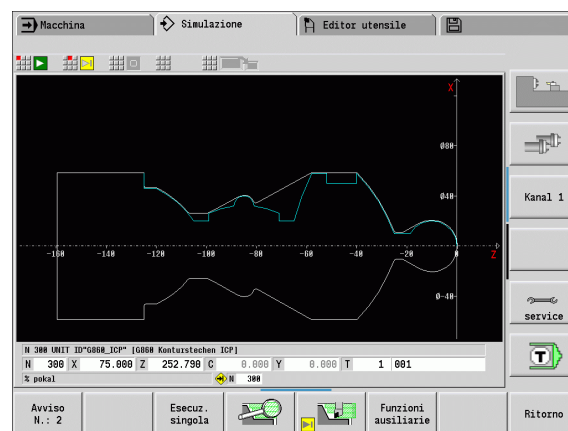 Macchina
Simulazione
Editor utensile
X
Ø80
Ø40
Kanal 1
-160
-140
-120
-100
-80
-60
-40
-20
0
Z
Ø-40
service
N 300 UNIT ID"G860_ICP" [G860 Konturstechen ICP]
N 300 X 75.000 Z 252.790 C 0.000 Y 0.000 T 1 001
% pokal N 300
T
Avviso N.: 2
Esecuz. singola
Funzioni ausiliarie
Ritorno